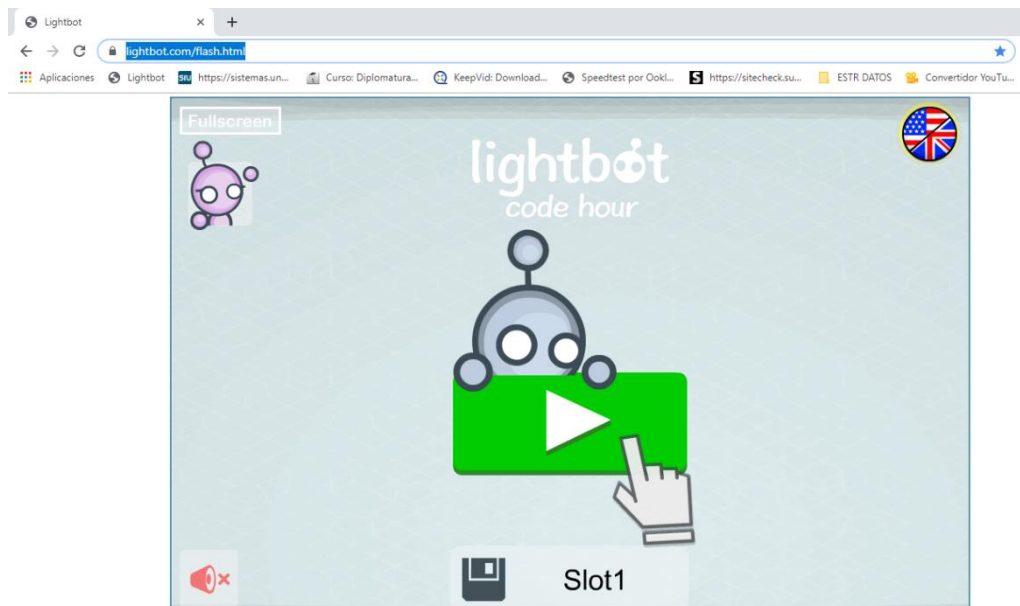 Lightbot
lightbot.com/flash.html
Aplicaciones Lightbot https://sistemas.un... Curso: Diplomatura... KeepVid: Download... Speedtest por Ookl... https://sitecheck.su... ESTR DATOS Convertidor YouTu...
Fullscreen
lightbot
code hour
Slot1